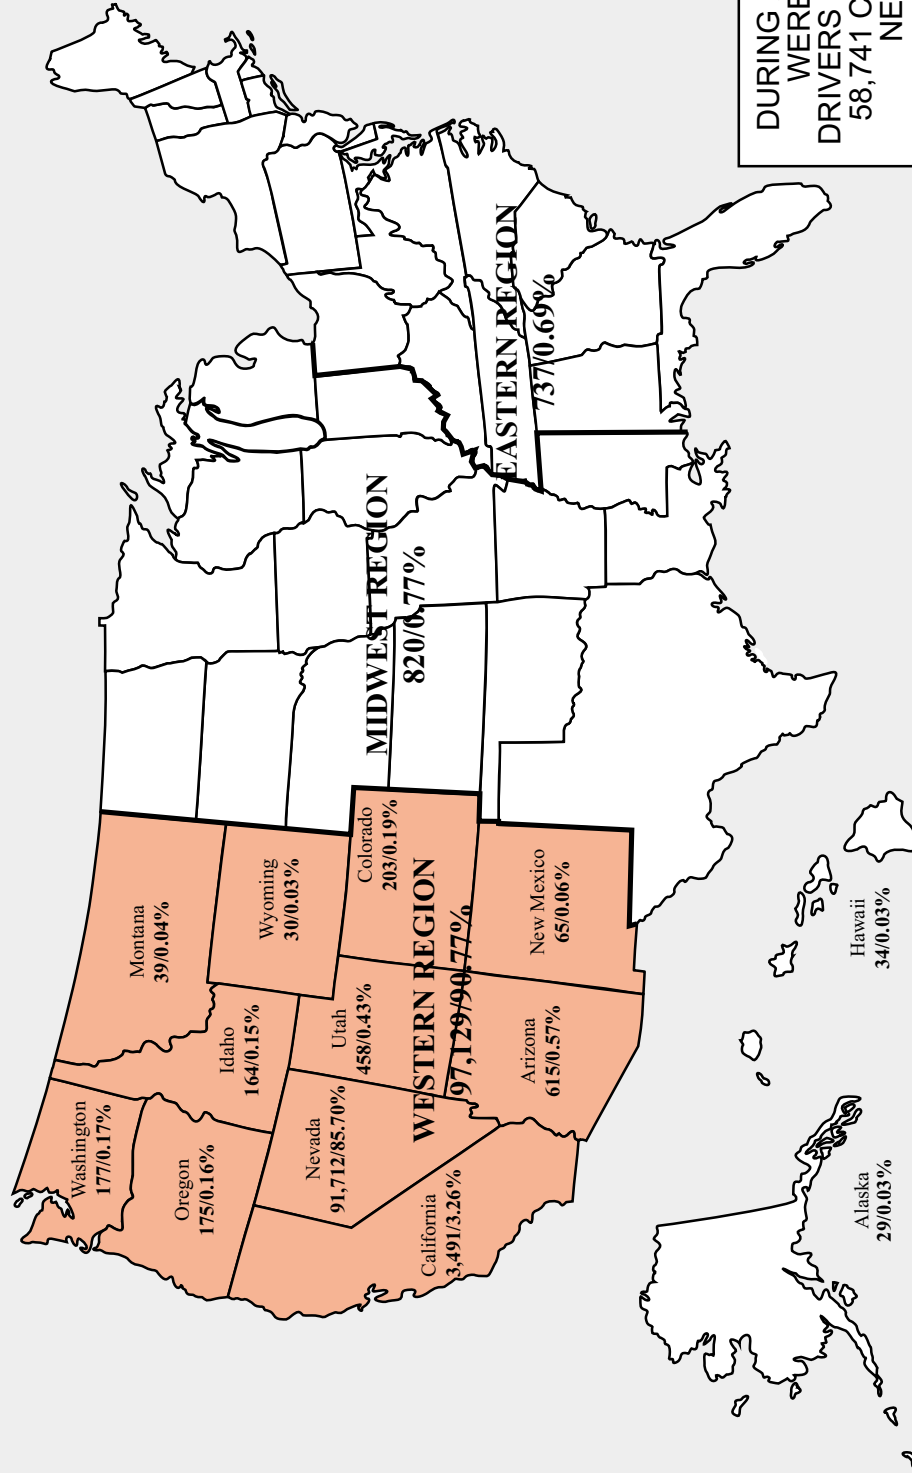 Washington
177/0.17%
Oregon
175/0.16%
California
3,491/3.26%
Nevada
91,712/85.70%
Idaho
164/0.15%
Montana
39/0.04%
Wyoming
30/0.03%
Utah
458/0.43%
Colorado
203/0.19%
Arizona
615/0.57%
New Mexico
65/0.06%
WESTERN REGION
97,129/90.77%
MIDWEST REGION
820/0.77%
EASTERN REGION
737/0.69%
Alaska
29/0.03%
Hawaii
34/0.03%
DURING
WERE
DRIVERS
58,741 C
NE